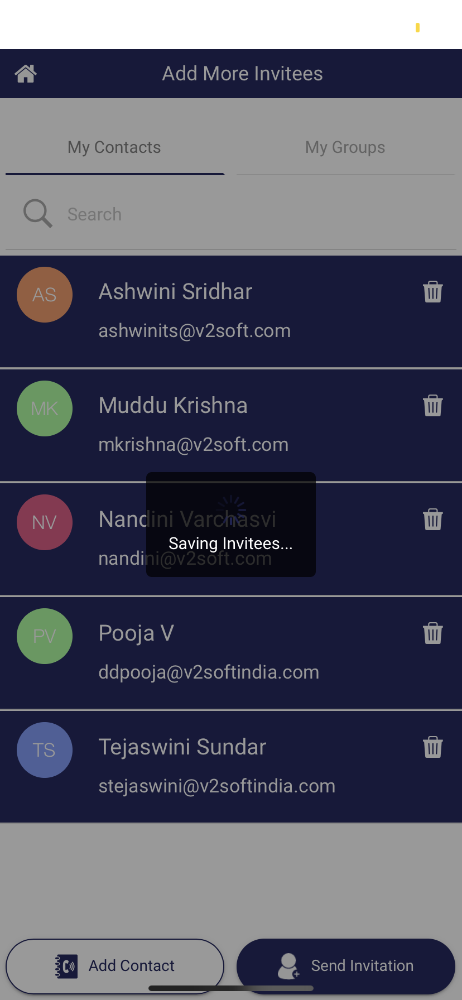 Add More Invitees
My Contacts
My Groups
Search
AS
Ashwini Sridhar
ashwinits@v2soft.com
MK
Muddu Krishna
mkrishna@v2soft.com
NV
Nandini Varchasvi
Saving Invitees...
nandini@v2soft.com
PV
Pooja V
ddpooja@v2softindia.com
TS
Tejaswini Sundar
stejaswini@v2softindia.com
Add Contact
Send Invitation